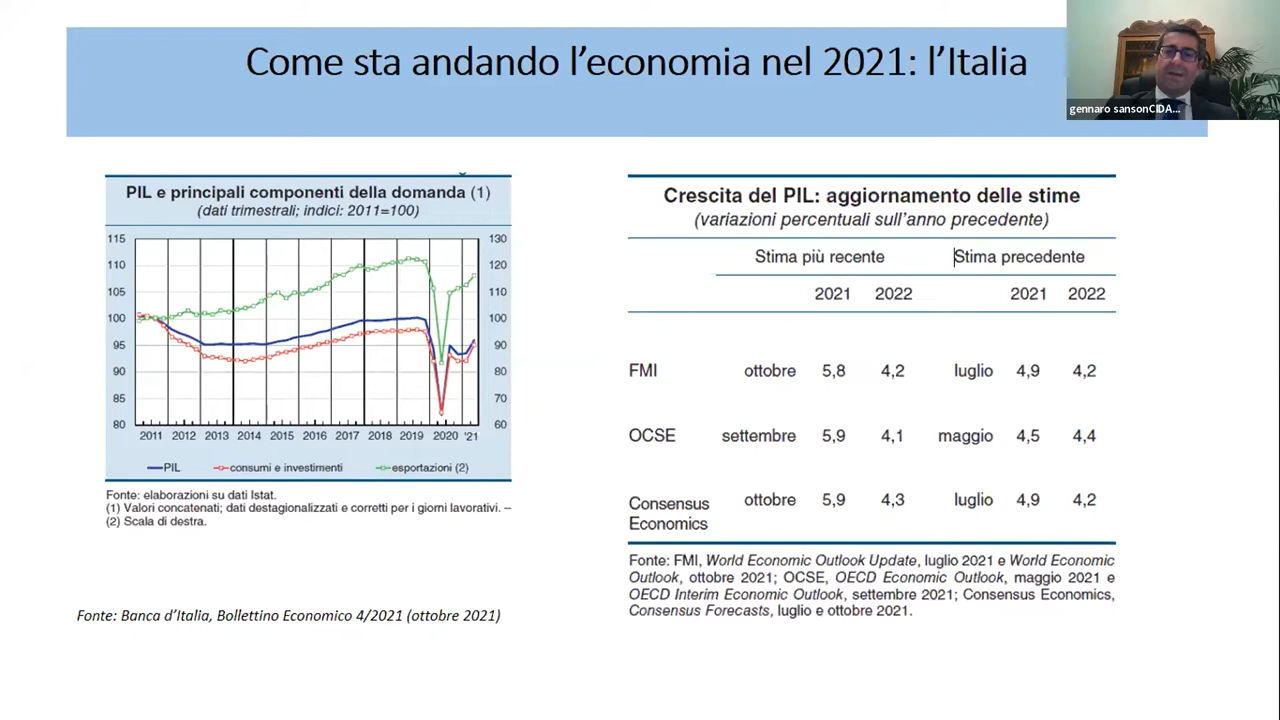 Come sta andando l’economia nel 2021: l’Italia
gennaro sansonCIDA...
PIL e principali componenti della domanda (1)
(dati trimestrali; indici: 2011=100)
115 130
110 120
105 110
100 100
95 90
90 80
85 70
80 60
2011 2012 2013 2014 2015 2016 2017 2018 2019 2020 '21
PIL consumi e investimenti esportazioni (2)
Fonte: elaborazioni su dati Istat.
(1) Valori concatenati; dati destagionalizzati e corretti per i giorni lavorativi. –
(2) Scala di destra.
Fonte: Banca d’Italia, Bollettino Economico 4/2021 (ottobre 2021)
Crescita del PIL: aggiornamento delle stime
(variazioni percentuali sull’anno precedente)
Stima più recente Stima precedente
2021 2022 2021 2022
FMI ottobre 5,8 4,2 luglio 4,9 4,2
OCSE settembre 5,9 4,1 maggio 4,5 4,4
Consensus ottobre 5,9 4,3 luglio 4,9 4,2
Economics
Fonte: FMI, World Economic Outlook Update, luglio 2021 e World Economic
Outlook, ottobre 2021; OCSE, OECD Economic Outlook, maggio 2021 e
OECD Interim Economic Outlook, settembre 2021; Consensus Economics,
Consensus Forecasts, luglio e ottobre 2021.